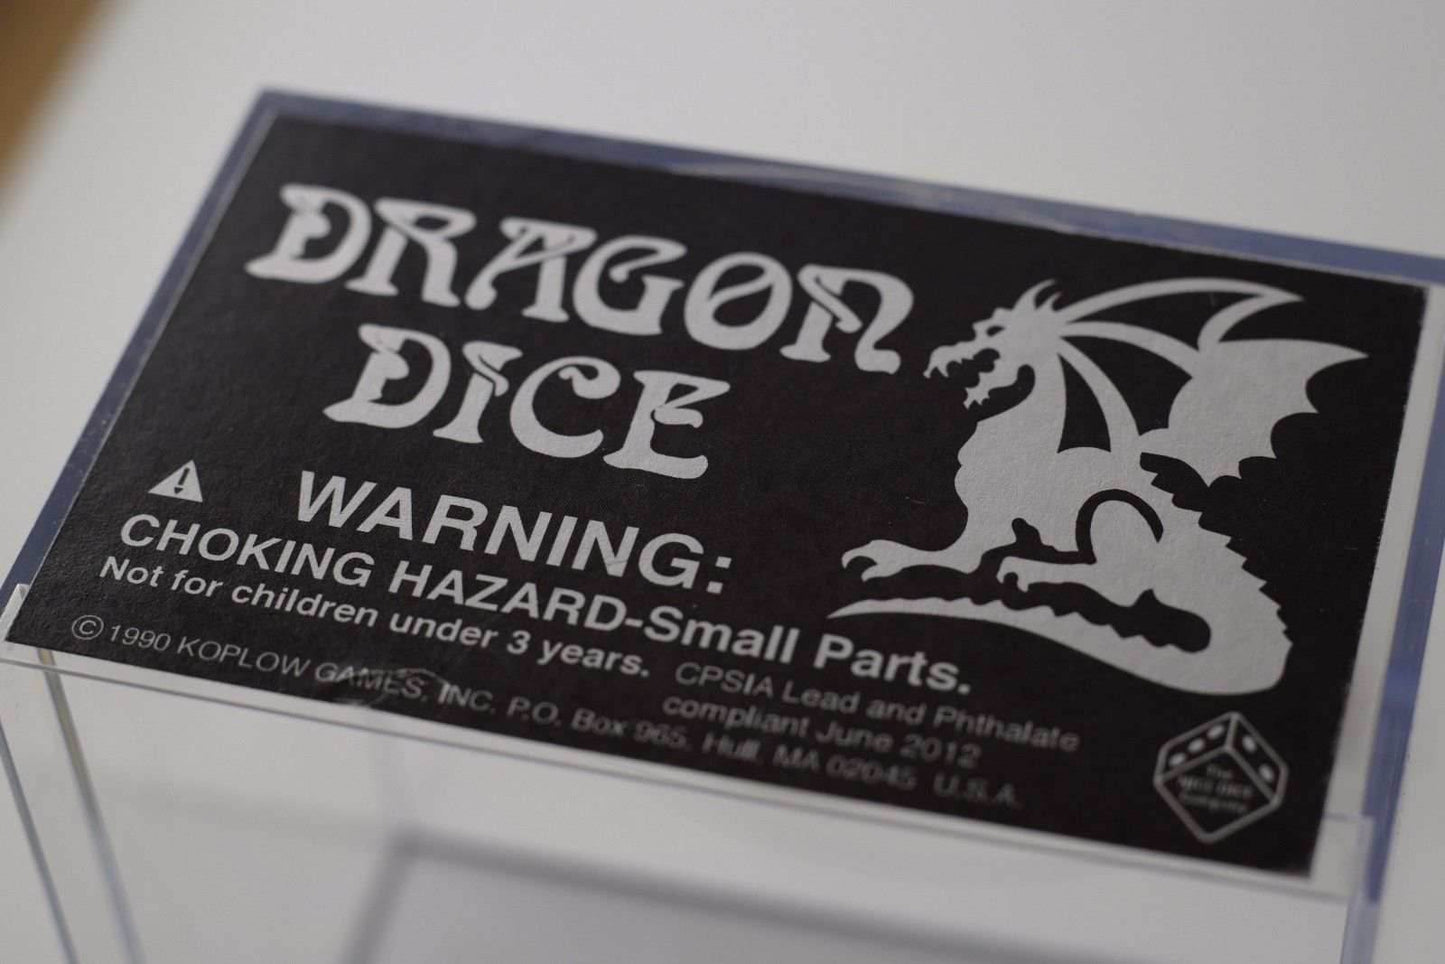 DRAGON
DICE
WARNING:
CHOKING HAZARD-Small Parts.
Not for children under 3 years.
CPSIA Lead and Phthalate
compliant June 2012
© 1990 KOPLOW GAMES, INC. P.O. Box 965, Hull, MA 02045 U.S.A.
The